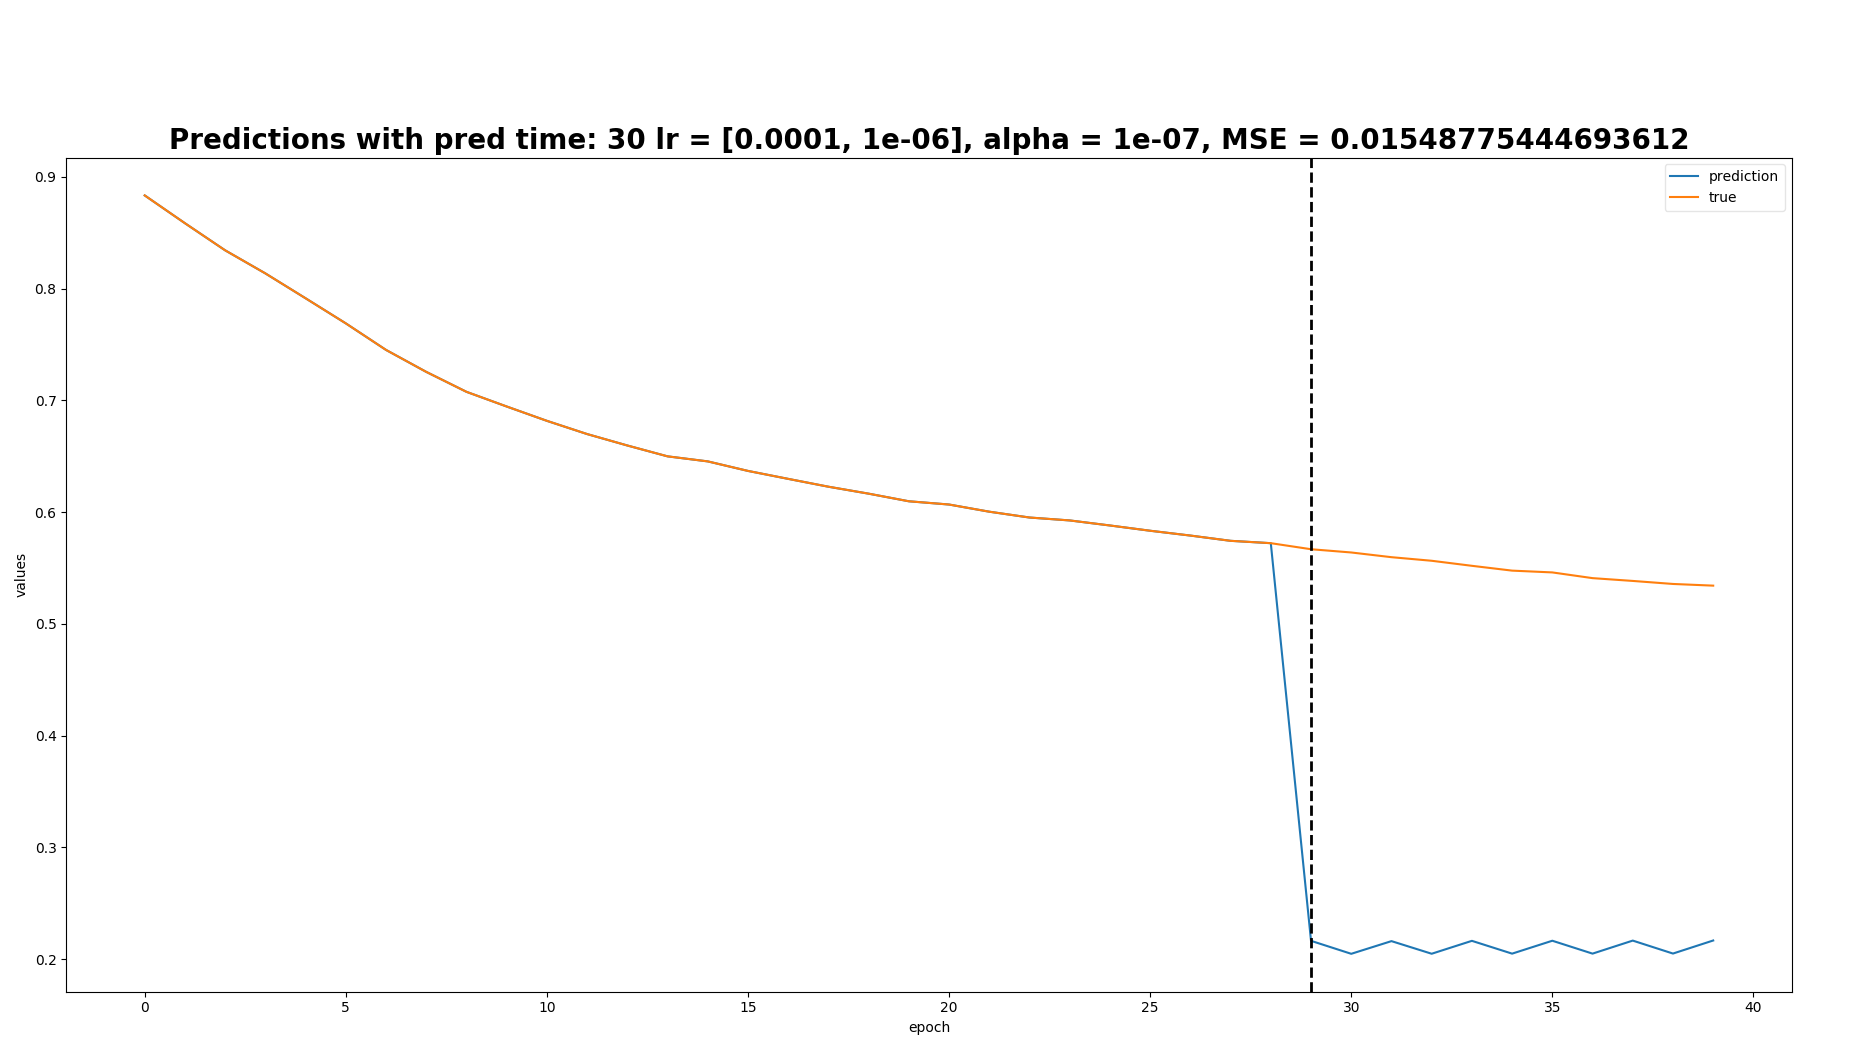 Predictions with pred time: 30 lr = [0.0001, 1e-06], alpha = 1e-07, MSE = 0.01548775444693612
prediction
true
0.9
0.8
0.7
0.6
0.5
0.4
0.3
0.2
values
0 5 10 15 20 25 30 35 40
epoch